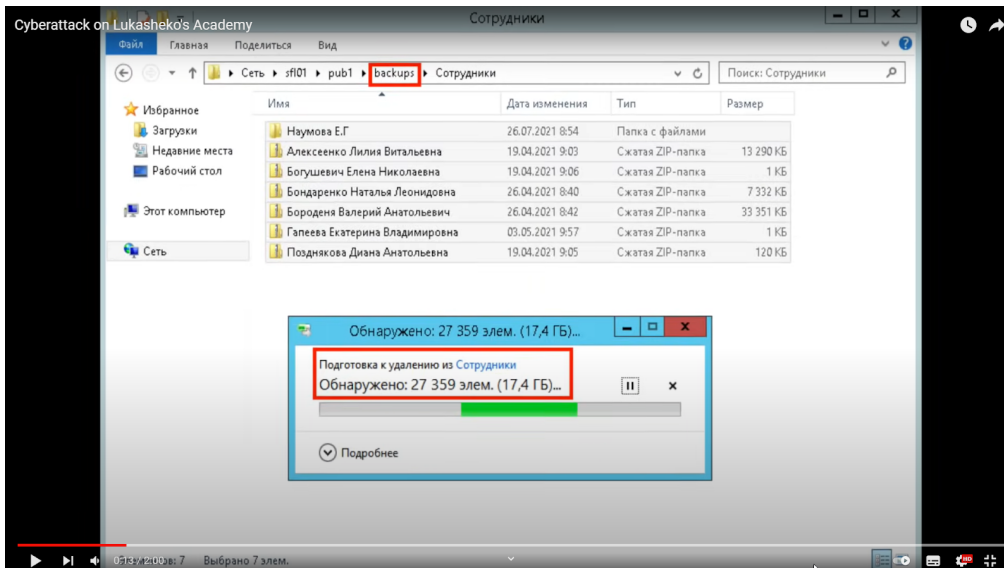 Cyberattack on Lukasheko's Academy
Сотрудники
Файл Главная Поделиться Вид
Сеть sfl01 pub1 backups Сотрудники
Поиск: Сотрудники
Избранное
Загрузки
Недавние места
Рабочий стол
Этот компьютер
Сеть
Имя Дата изменения Тип Размер
Наумова Е.Г 26.07.2021 8:54 Папка с файлами
Алексеенко Лилия Витальевна 19.04.2021 9:03 Сжатая ZIP-папка 13 290 КБ
Богушевич Елена Николаевна 19.04.2021 9:06 Сжатая ZIP-папка 1 КБ
Бондаренко Наталья Леонидовна 26.04.2021 8:40 Сжатая ZIP-папка 7 332 КБ
Бороденя Валерий Анатольевич 26.04.2021 8:42 Сжатая ZIP-папка 33 351 КБ
Гапеева Екатерина Владимировна 03.05.2021 9:57 Сжатая ZIP-папка 1 КБ
Позднякова Диана Анатольевна 19.04.2021 9:05 Сжатая ZIP-папка 120 КБ
Обнаружено: 27 359 элем. (17,4 ГБ)...
Подготовка к удалению из Сотрудники
Обнаружено: 27 359 элем. (17,4 ГБ)...
Подробнее
7 Выбрано 7 элем.
HD